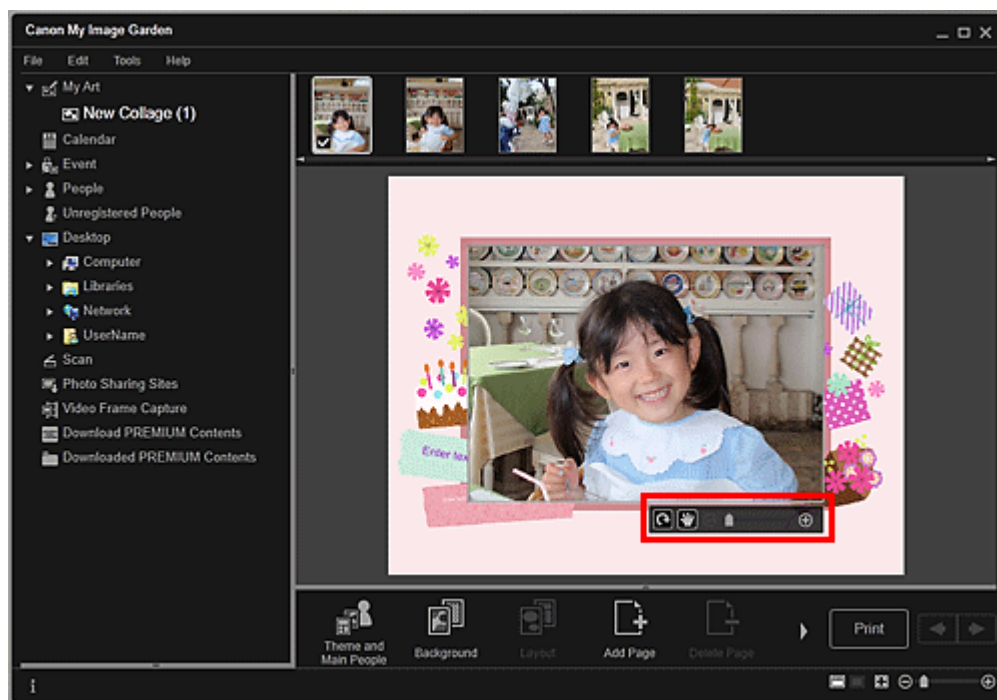 Canon My Image Garden
File Edit Tools Help
My Art
New Collage (1)
Calendar
Event
People
Unregistered People
Desktop
Computer
Libraries
Network
UserName
Scan
Photo Sharing Sites
Video Frame Capture
Download PREMIUM Contents
Downloaded PREMIUM Contents
Enter tex
Theme and
Main People
Background
Layout
Add Page
Delete Page
Print